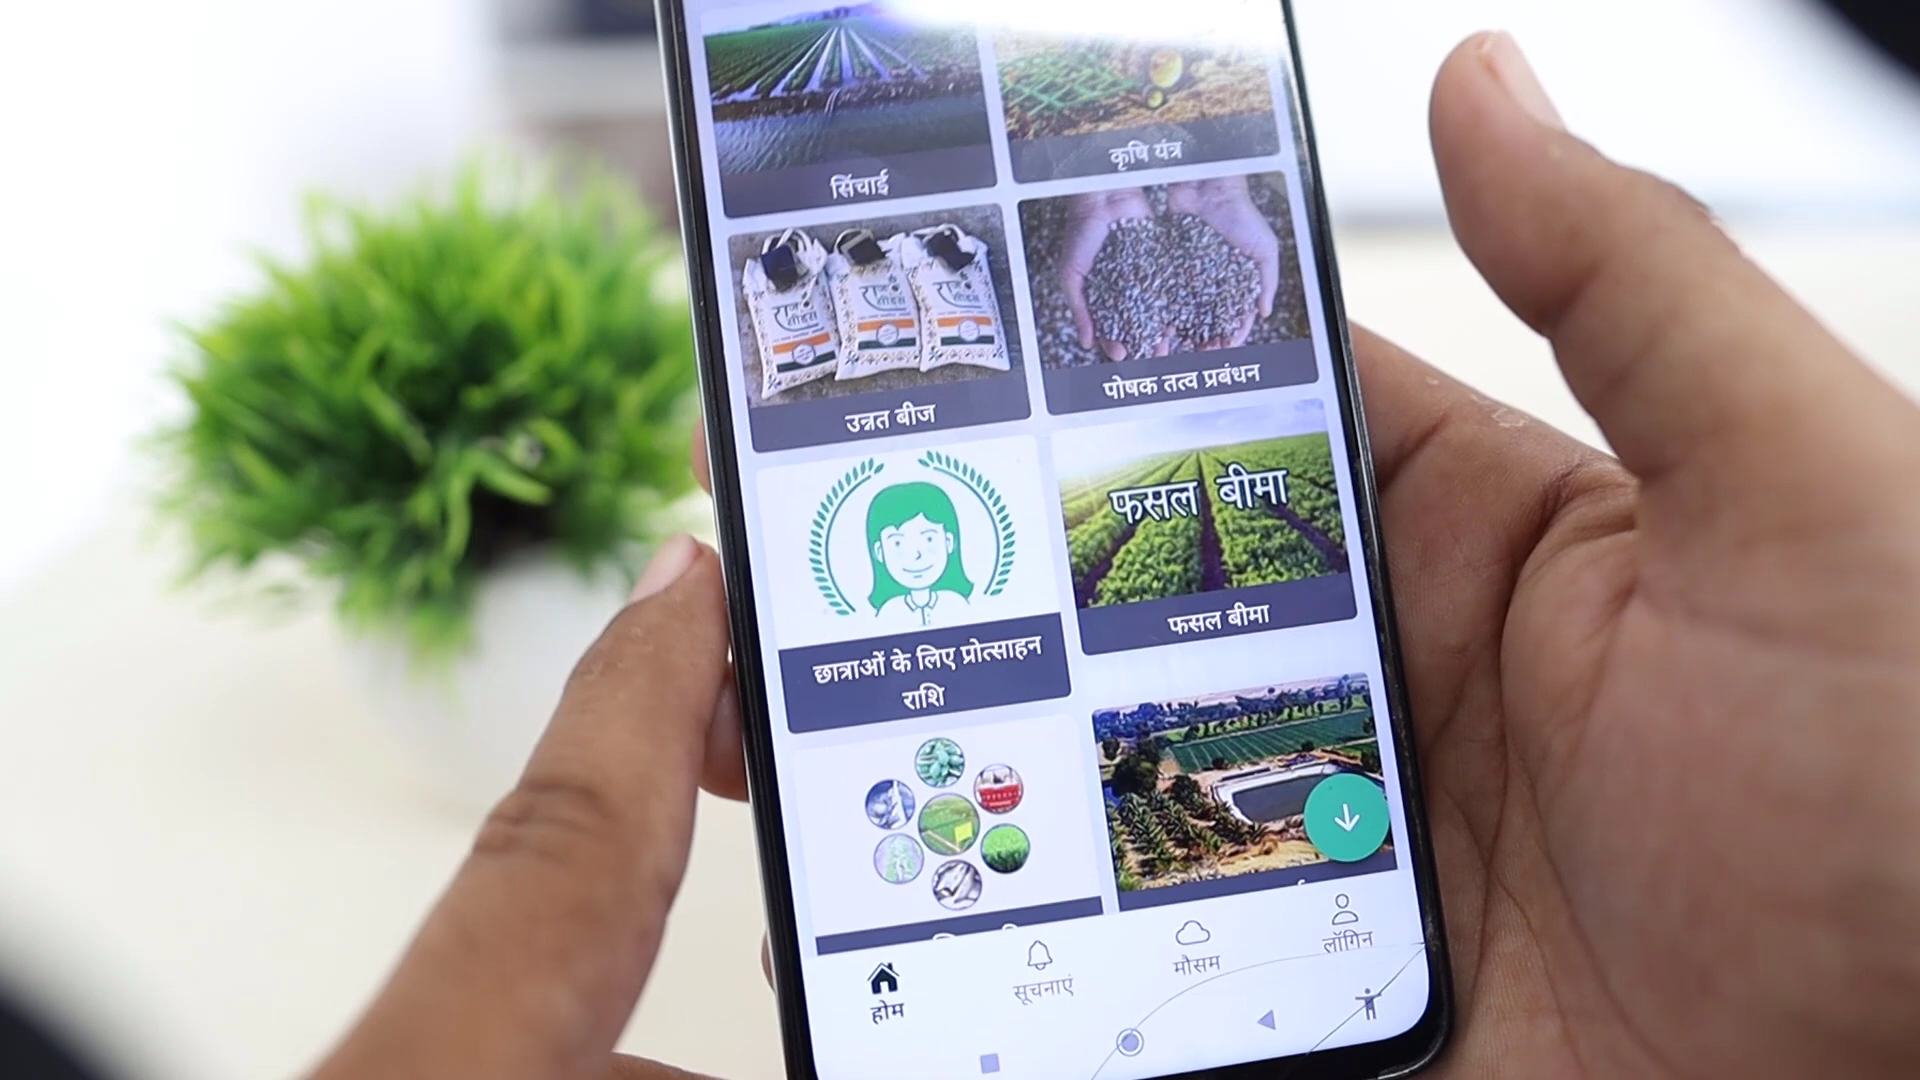 सिंचाई
कृषि यंत्र
राज
सीड्स
राज
सीड्स
राज
सीड्स
उन्नत बीज
पोषक तत्व प्रबंधन
फसल बीमा
छात्राओं के लिए प्रोत्साहन
राशि
फसल बीमा
होम
सूचनाएं
मौसम
लॉगिन